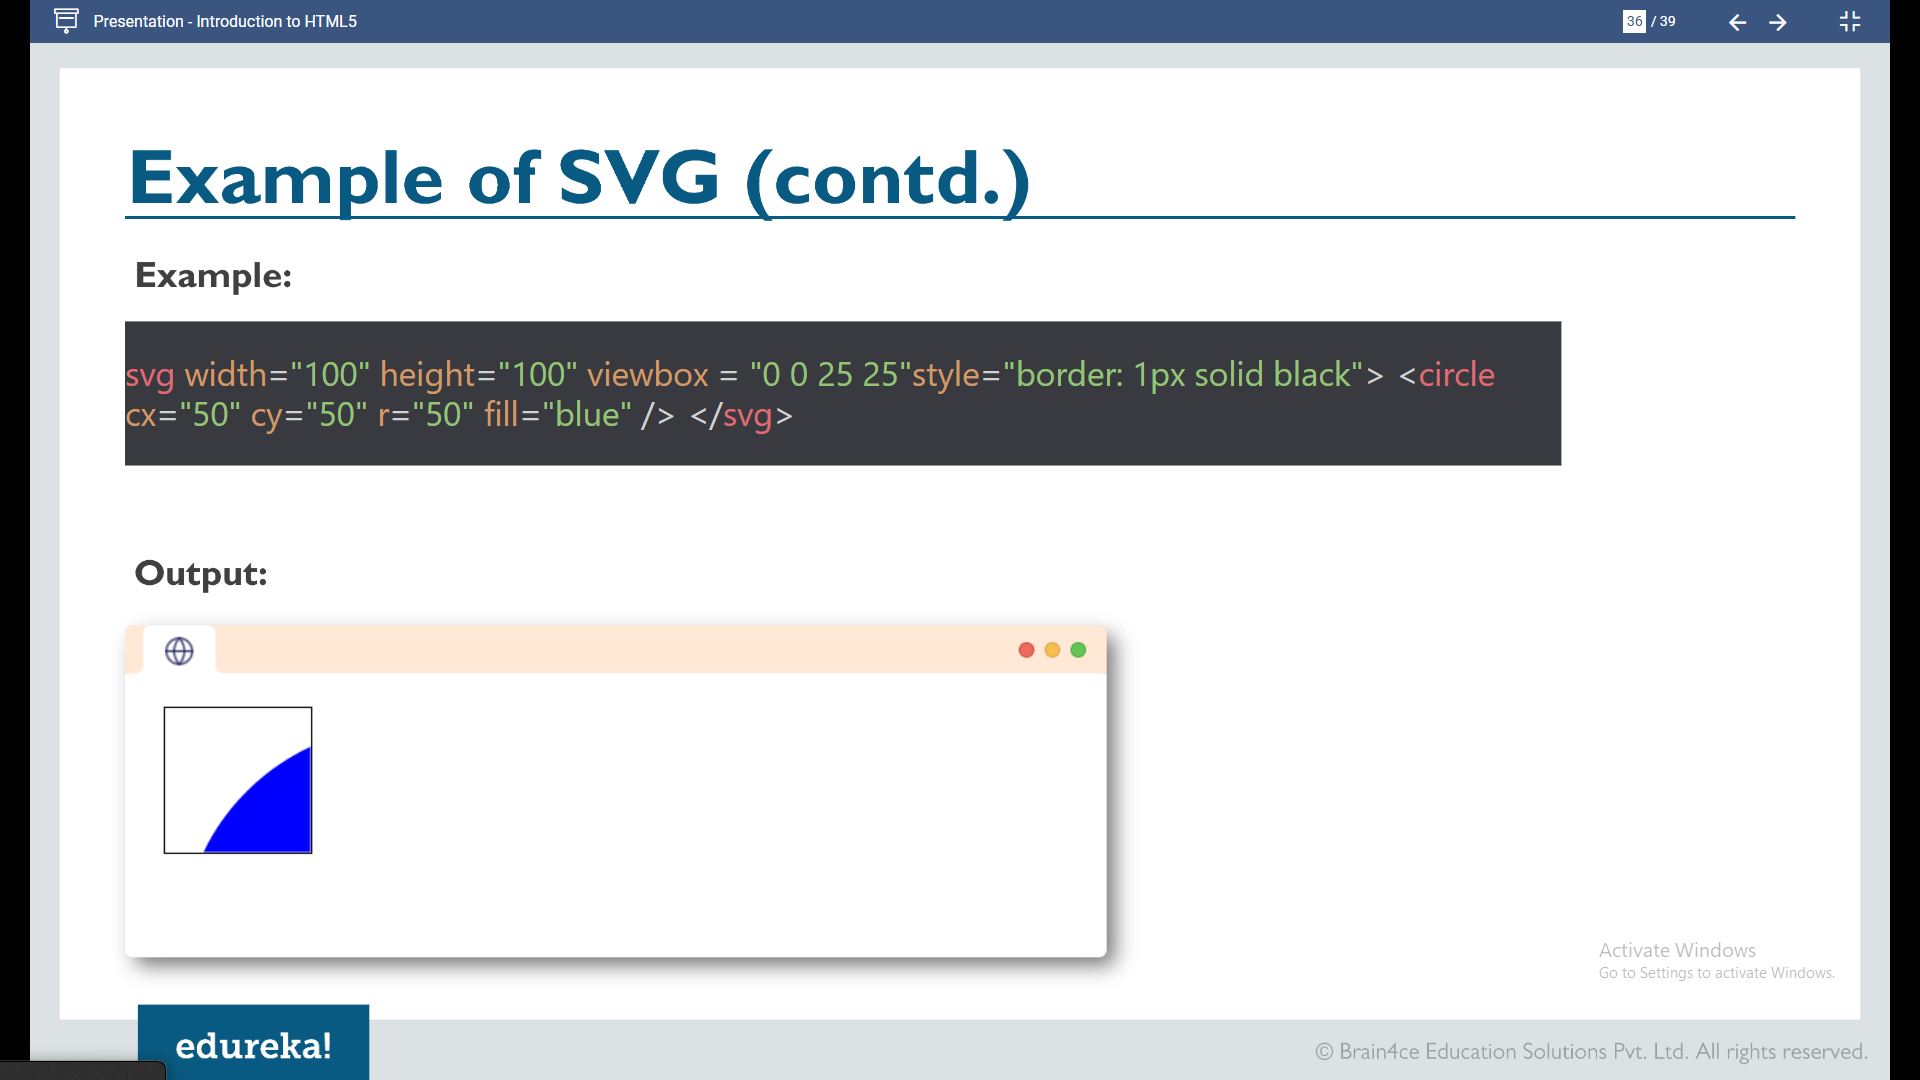 Presentation - Introduction to HTML5
36 / 39
Example of SVG (contd.)
Example:
svg width="100" height="100" viewbox = "0 0 25 25"style="border: 1px solid black"> <circle
cx="50" cy="50" r="50" fill="blue" /> </svg>
Output:
Activate Windows
Go to Settings to activate Windows.
edureka!
© Brain4ce Education Solutions Pvt. Ltd. All rights reserved.